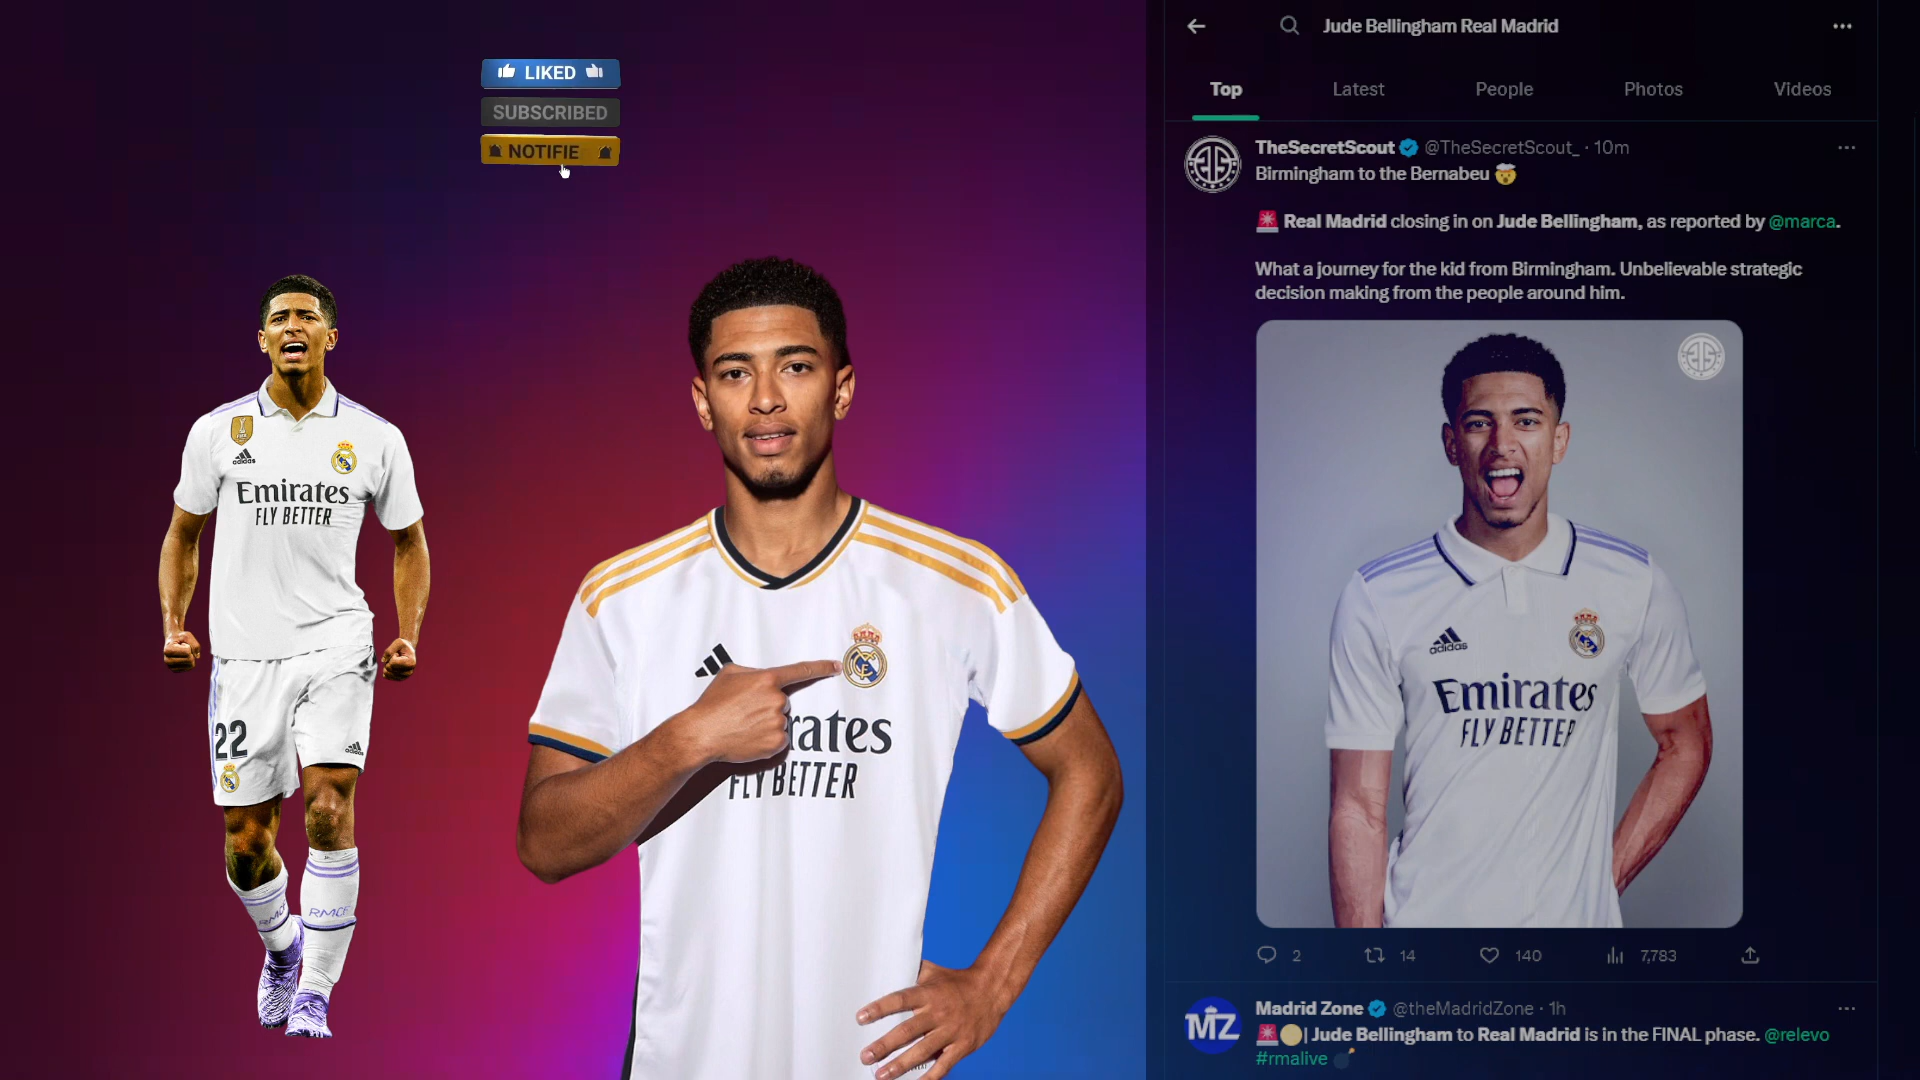 LIKED
SUBSCRIBED
NOTIFIE
adidas
Emirates
FLY BETTER
22
RMCF
rates
FLY BETTER
Jude Bellingham Real Madrid
Top Latest People Photos Videos
TheSecretScout @TheSecretScout_ · 10m
Birmingham to the Bernabeu 🤯
🚨 Real Madrid closing in on Jude Bellingham, as reported by @marca.
What a journey for the kid from Birmingham. Unbelievable strategic
decision making from the people around him.
adidas
Emirates
FLY BETTER
2 14 140 7,783
MZ
Madrid Zone @theMadridZone · 1h
🚨🌕| Jude Bellingham to Real Madrid is in the FINAL phase. @relevo
#rmalive 💣